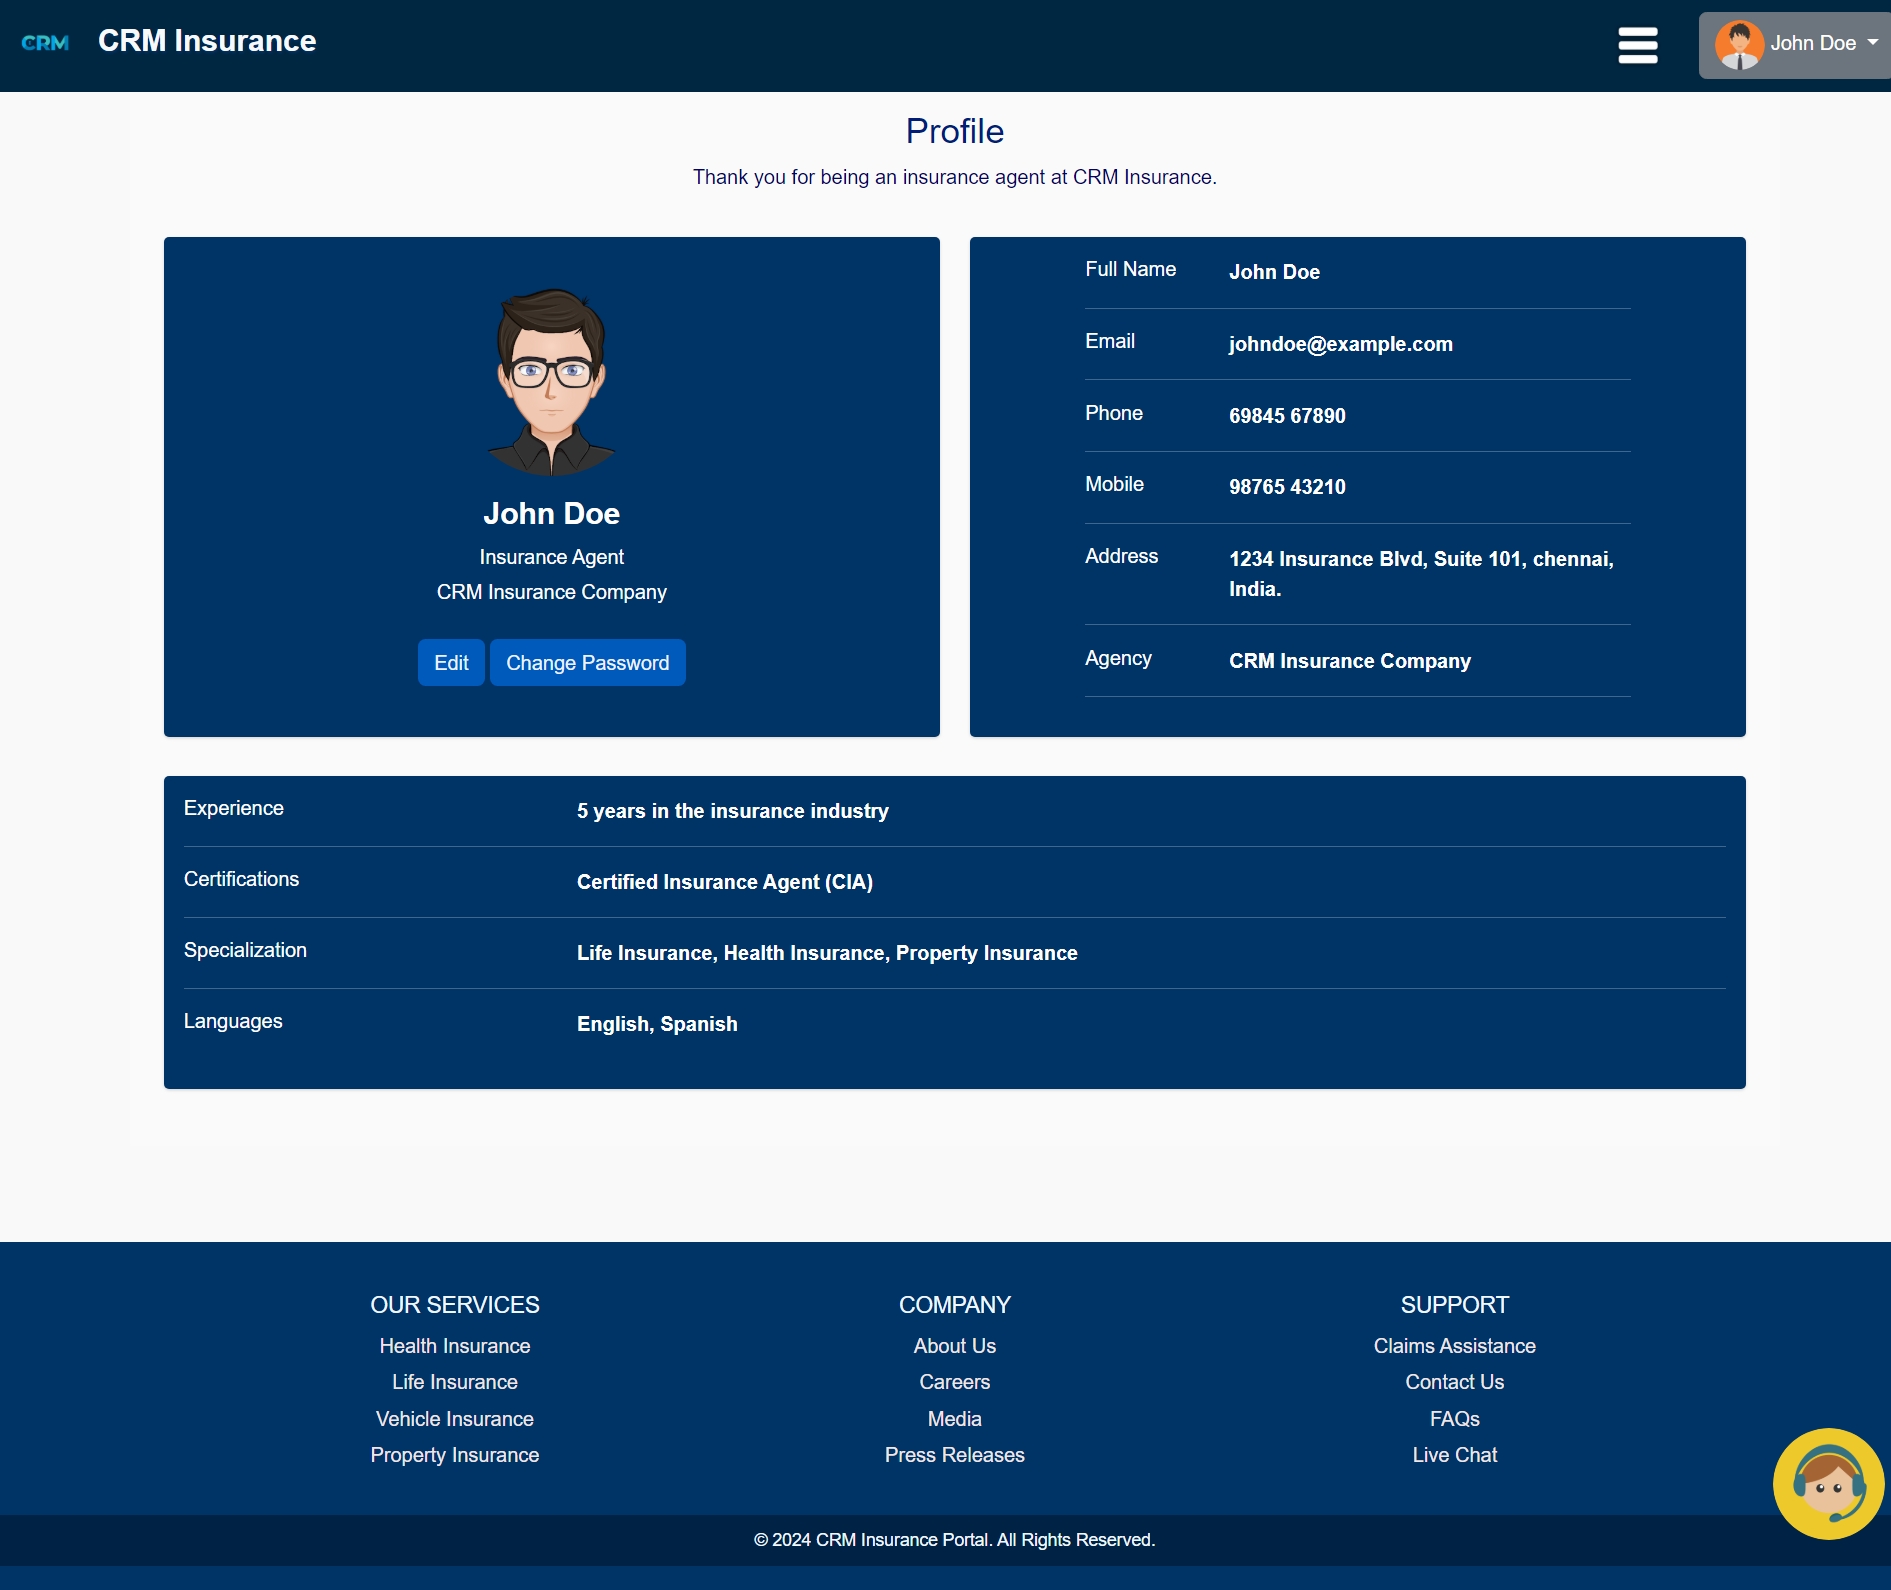 CRM
CRM Insurance
John Doe
Profile
Thank you for being an insurance agent at CRM Insurance.
John Doe
Insurance Agent
CRM Insurance Company
Edit
Change Password
Full Name
John Doe
Email
johndoe@example.com
Phone
69845 67890
Mobile
98765 43210
Address
1234 Insurance Blvd, Suite 101, chennai,
India.
Agency
CRM Insurance Company
Experience
5 years in the insurance industry
Certifications
Certified Insurance Agent (CIA)
Specialization
Life Insurance, Health Insurance, Property Insurance
Languages
English, Spanish
OUR SERVICES
Health Insurance
Life Insurance
Vehicle Insurance
Property Insurance
COMPANY
About Us
Careers
Media
Press Releases
SUPPORT
Claims Assistance
Contact Us
FAQs
Live Chat
© 2024 CRM Insurance Portal. All Rights Reserved.